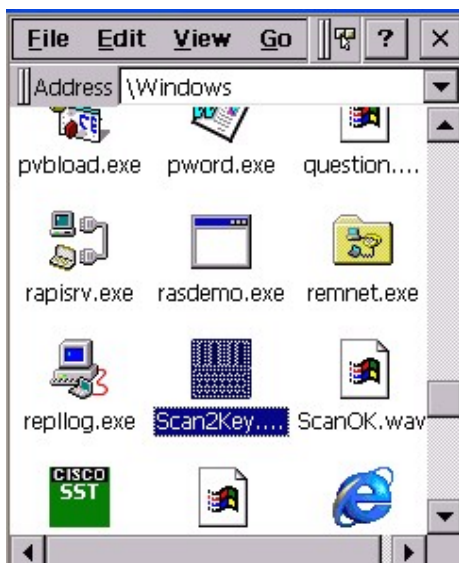 File Edit View Go ?
Address \Windows
pvbload.exe pword.exe question....
rapisrv.exe rasdemo.exe remnet.exe
repllog.exe Scan2Key.... ScanOK.wav
CISCO
SST